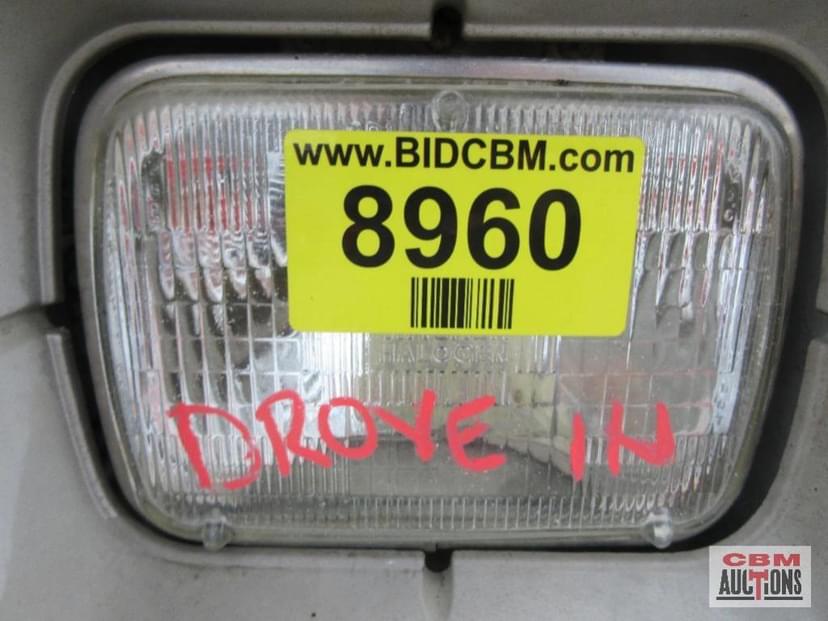 www.BIDCBM.com
8960
HALOGEN
DROVE IN
CBM
AUCTIONS